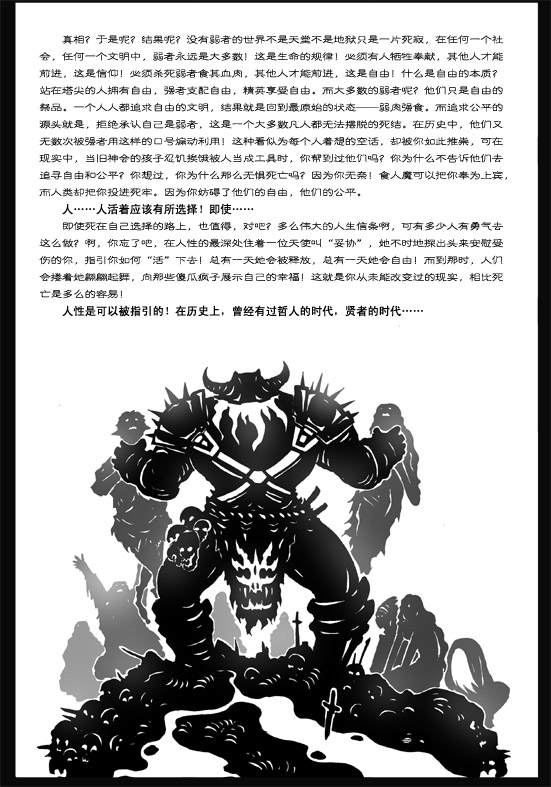 真相？于是呢？结果呢？没有弱者的世界不是天堂不是地狱只是一片死寂，在任何一个社
会，任何一个文明中，弱者永远是大多数！这是生命的规律！必须有人牺牲奉献，其他人才能
前进，这是信仰！必须杀死弱者食其血肉，其他人才能前进，这是自由！什么是自由的本质？
站在塔尖的人拥有自由，强者支配自由，精英享受自由。而大多数的弱者呢？他们只是自由的
祭品。一个人人都追求自由的文明，结果就是回到最原始的状态——弱肉强食。而追求公平的
源头就是，拒绝承认自己是弱者，这是一个大多数凡人都无法摆脱的死结。在历史中，他们又
无数次被强者用这样的口号煽动利用！这种看似为每个人着想的空话，却被你如此推崇，可在
现实中，当旧神会的孩子忍饥挨饿被人当成工具时，你帮到过他们吗？你为什么不告诉他们去
追寻自由和公平？你想过，你为什么那么无惧死亡吗？因为你无奈！食人魔可以把你奉为上宾，
而人类却把你投进死牢。因为你妨碍了他们的自由，他们的公平。
人……人活着应该有所选择！即使……
即使死在自己选择的路上，也值得，对吧？多么伟大的人生信条啊，可有多少人有勇气去
这么做？啊，你忘了吧，在人性的最深处住着一位天使叫“妥协”，她不时地探出头来安慰受
伤的你，指引你如何“活”下去！总有一天她会被释放，总有一天她会自由！而到那时，人们
会搂着她翩翩起舞，向那些傻瓜疯子展示自己的幸福！这就是你从未能改变过的现实，相比死
亡是多么的容易！
人性是可以被指引的！在历史上，曾经有过哲人的时代，贤者的时代……